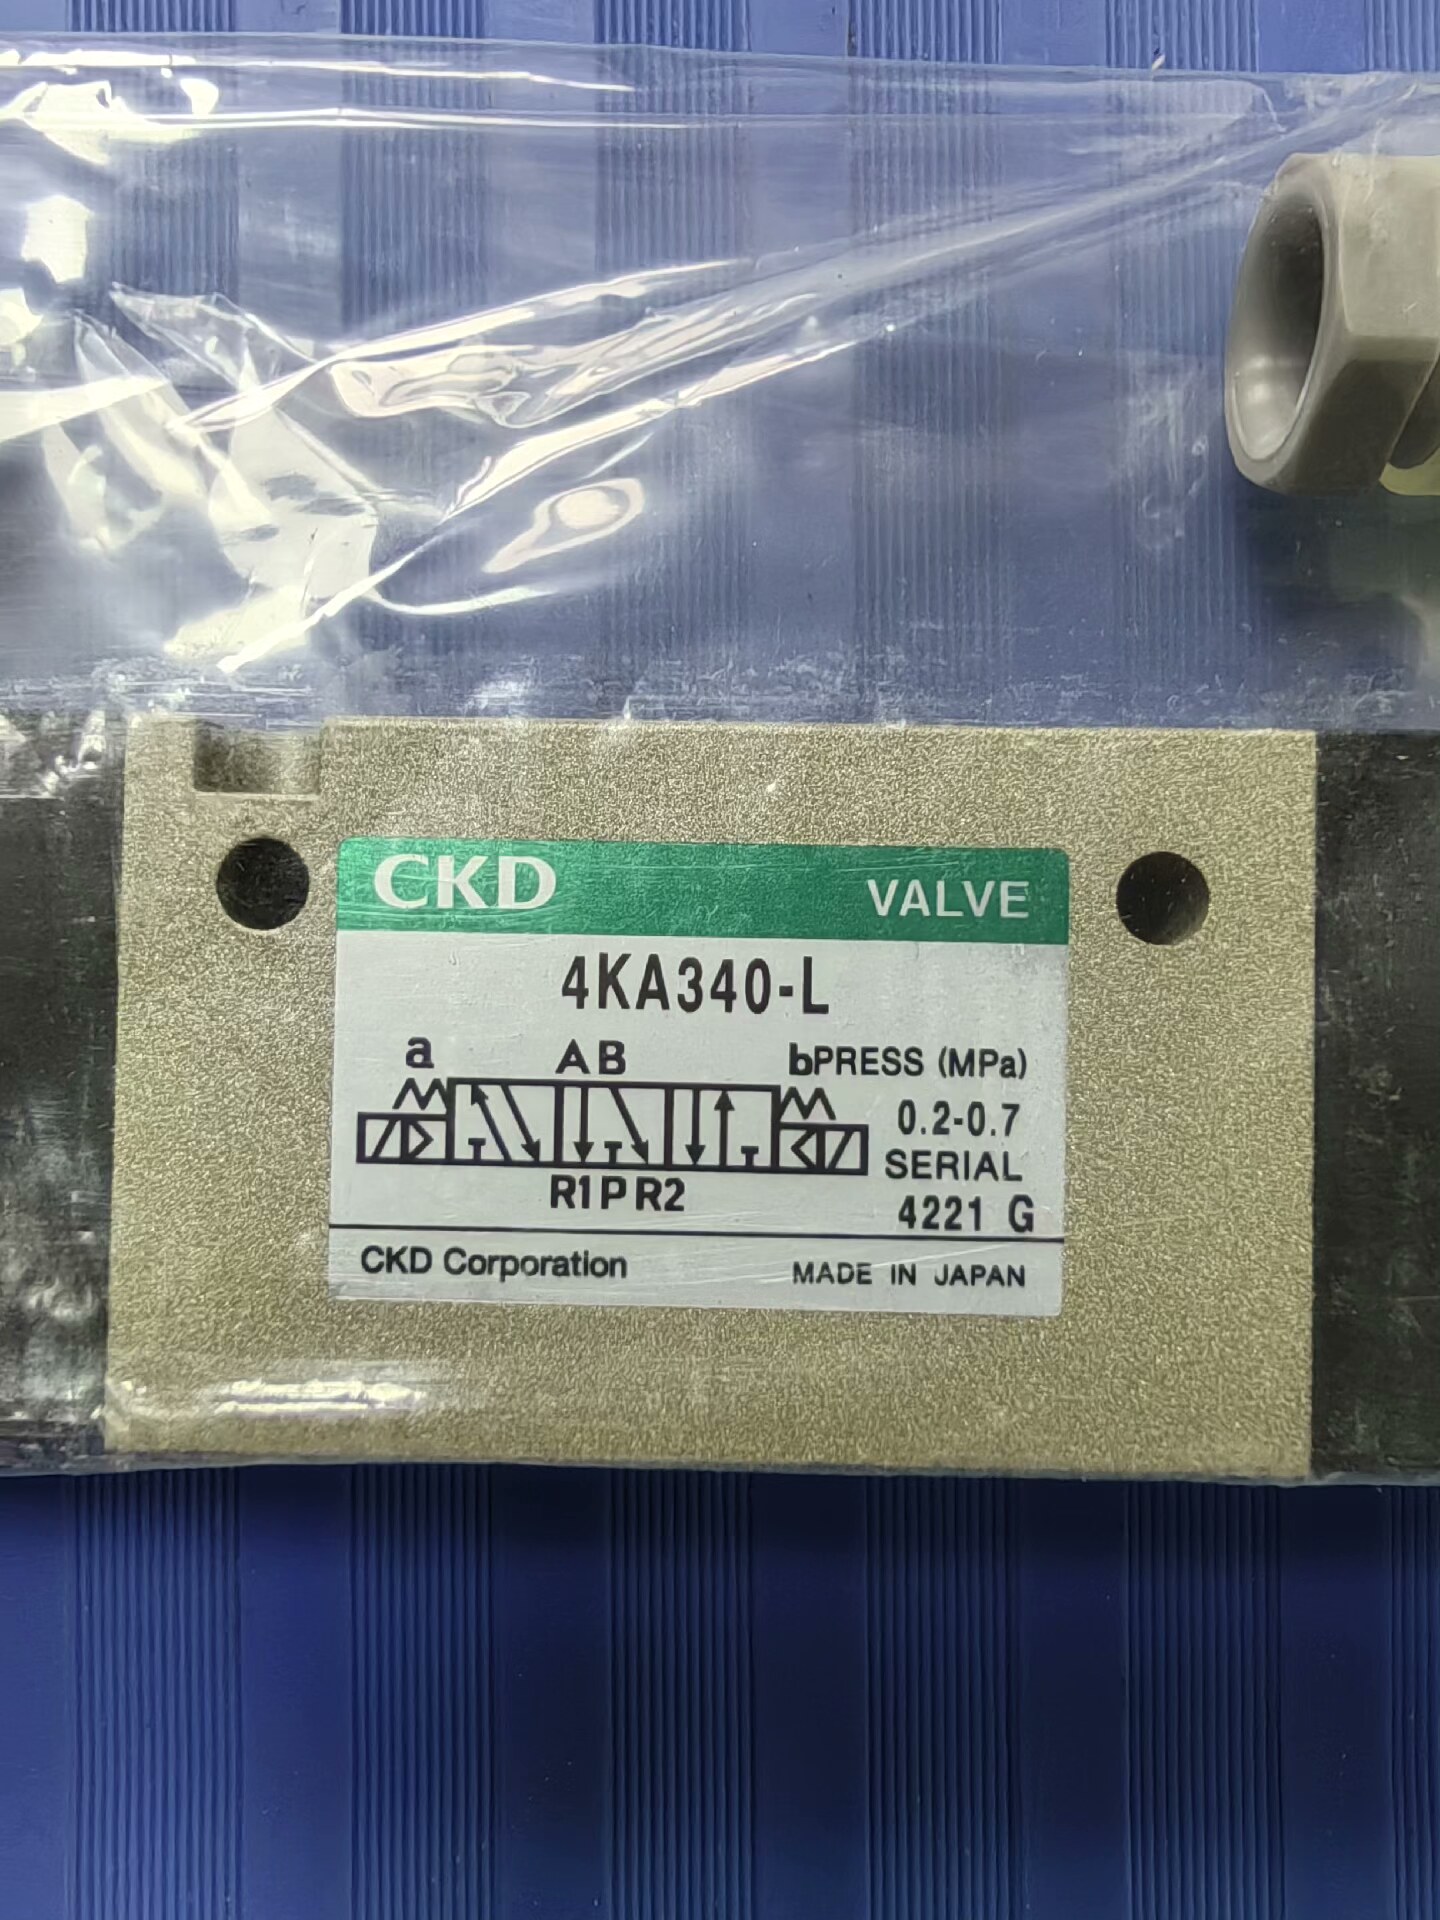 CKD VALVE
4KA340-L
a AB bPRESS (MPa)
0.2-0.7
SERIAL
R1PR2 4221 G
CKD Corporation MADE IN JAPAN